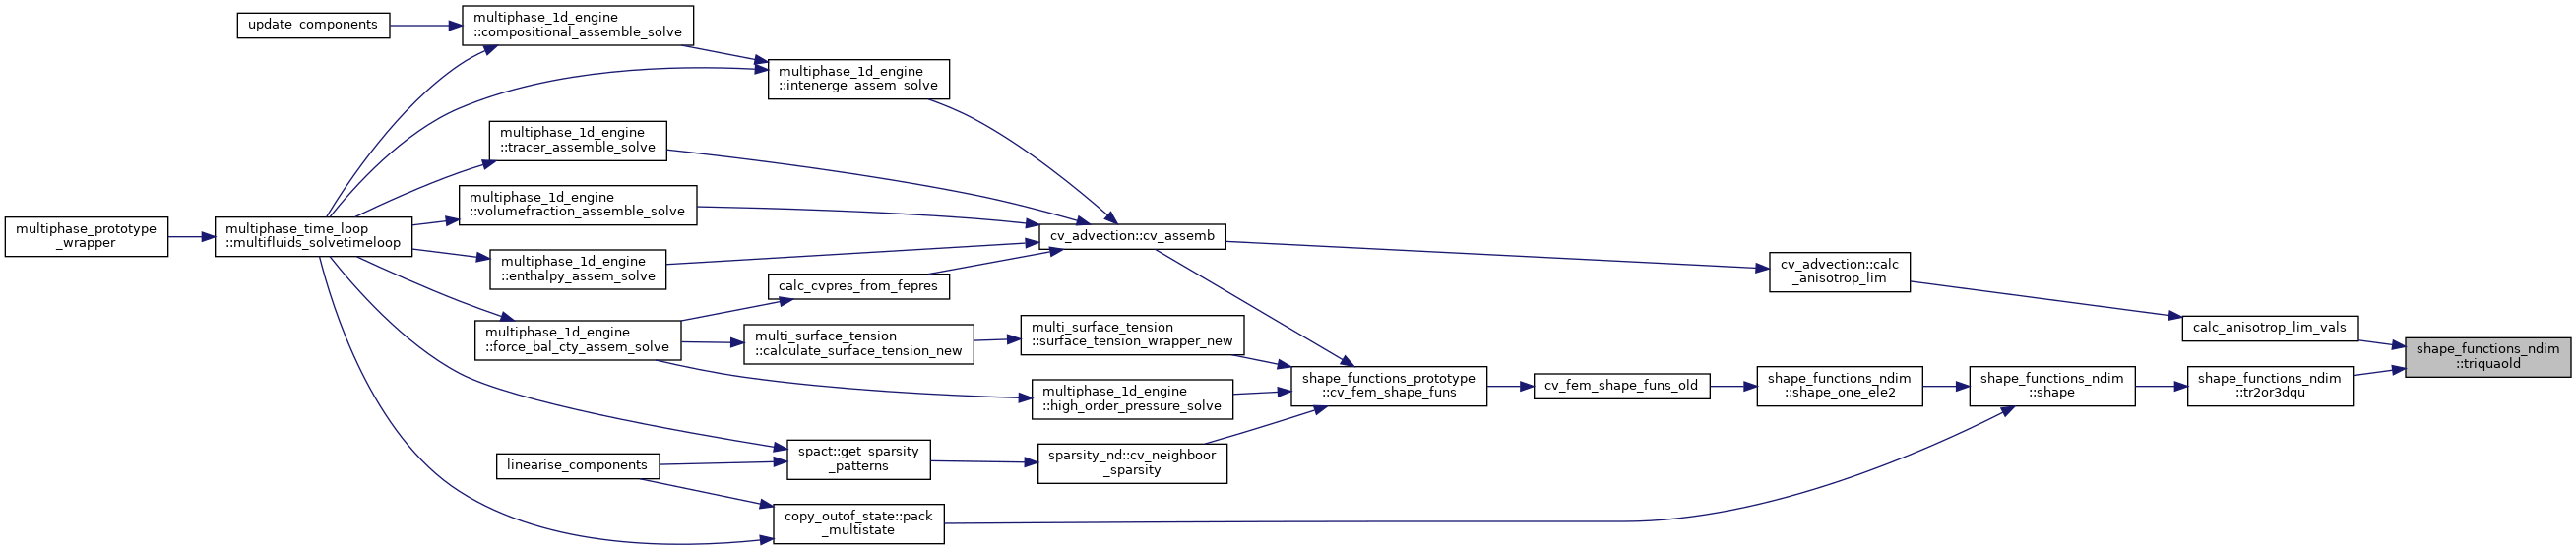 update_components
multiphase_1d_engine
::compositional_assemble_solve
multiphase_1d_engine
::intenerge_assem_solve
multiphase_1d_engine
::tracer_assemble_solve
multiphase_1d_engine
::volumefraction_assemble_solve
multiphase_prototype
_wrapper
multiphase_time_loop
::multifluids_solvetimeloop
cv_advection::cv_assemb
multiphase_1d_engine
::enthalpy_assem_solve
cv_advection::calc
_anisotrop_lim
calc_cvpres_from_fepres
multiphase_1d_engine
::force_bal_cty_assem_solve
multi_surface_tension
::calculate_surface_tension_new
multi_surface_tension
::surface_tension_wrapper_new
calc_anisotrop_lim_vals
shape_functions_ndim
::triquaold
multiphase_1d_engine
::high_order_pressure_solve
shape_functions_prototype
::cv_fem_shape_funs
cv_fem_shape_funs_old
shape_functions_ndim
::shape_one_ele2
shape_functions_ndim
::shape
shape_functions_ndim
::tr2or3dqu
linearise_components
spact::get_sparsity
_patterns
sparsity_nd::cv_neighboor
_sparsity
copy_outof_state::pack
_multistate